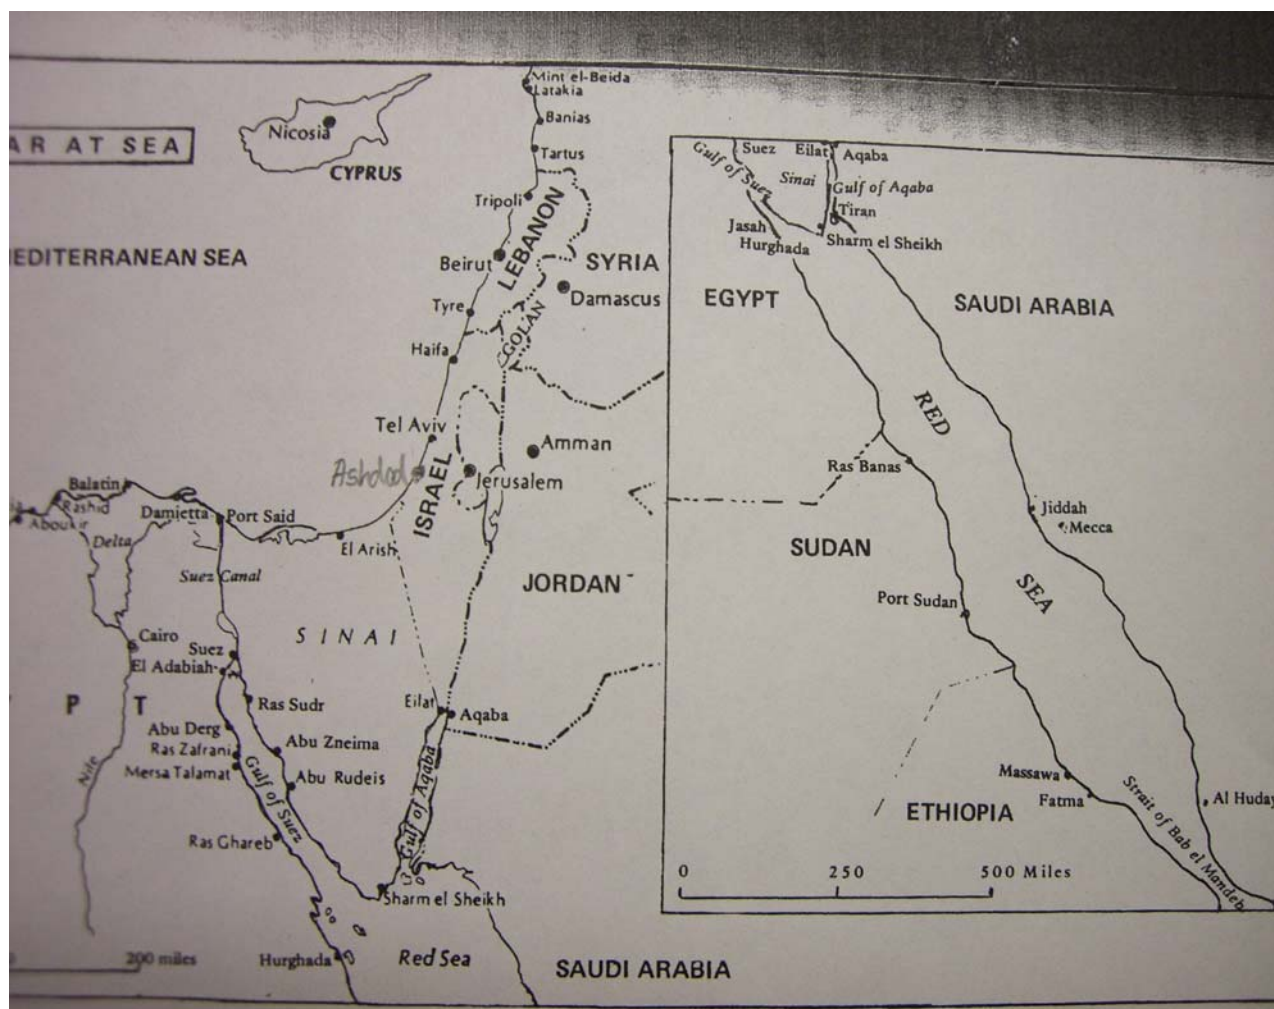 AR AT SEA
Nicosia
CYPRUS
EDITERRANEAN SEA
Mint el-Beida
Latakia
Banias
Tartus
Tripoli
LEBANON
Beirut
SYRIA
Damascus
Tyre
GOLAN
Haifa
Tel Aviv
Amman
Ashdod
ISRAEL
Jerusalem
Balatin
Rashid
Aboukir
Damietta
Port Said
Delta
El Arish
Suez Canal
JORDAN
SINAI
Cairo
Suez
El Adabiah
P T
Eilat
Aqaba
Ras Sudr
Abu Derg
Abu Zneima
Ras Zafrani
Mersa Talamat
Abu Rudeis
Nile
Gulf of Suez
Gulf of Aqaba
Ras Ghareb
Sharm el Sheikh
200 miles
Hurghada
Red Sea
SAUDI ARABIA
Gulf of Suez
Suez
Eilat
Aqaba
Sinai
Gulf of Aqaba
Tiran
Jasah
Hurghada
Sharm el Sheikh
EGYPT
SAUDI ARABIA
RED
SEA
Ras Banas
Jiddah
Mecca
SUDAN
Port Sudan
Massawa
Fatma
Strait of Bab el Mandeb
Al Huday
ETHIOPIA
0 250 500 Miles